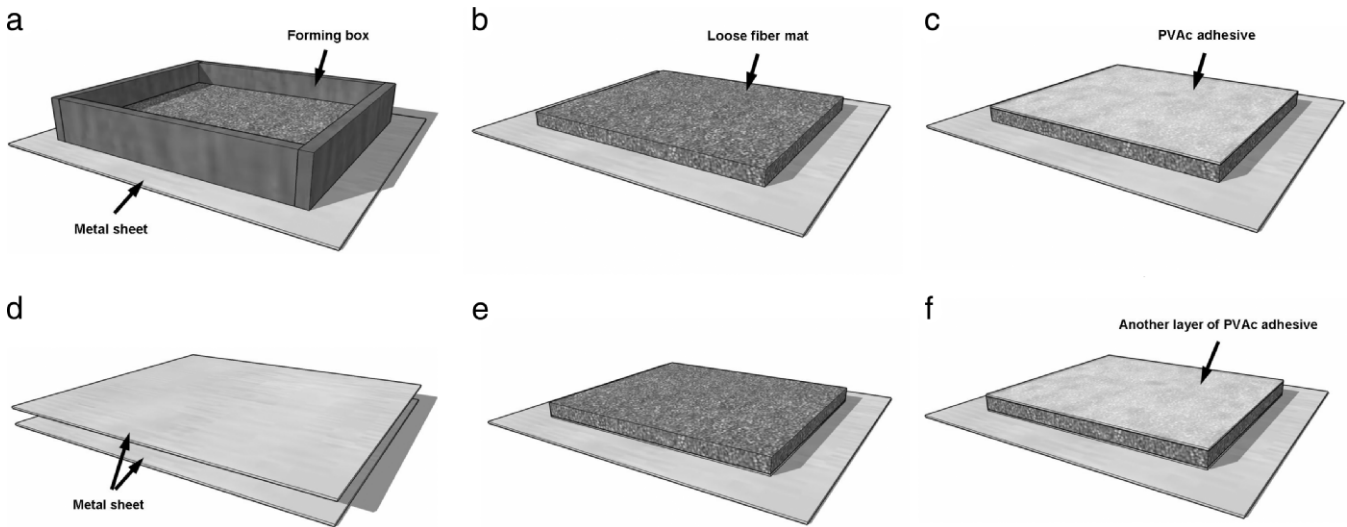 a
Forming box
Metal sheet
b
Loose fiber mat
c
PVAc adhesive
d
Metal sheet
e
f
Another layer of PVAc adhesive